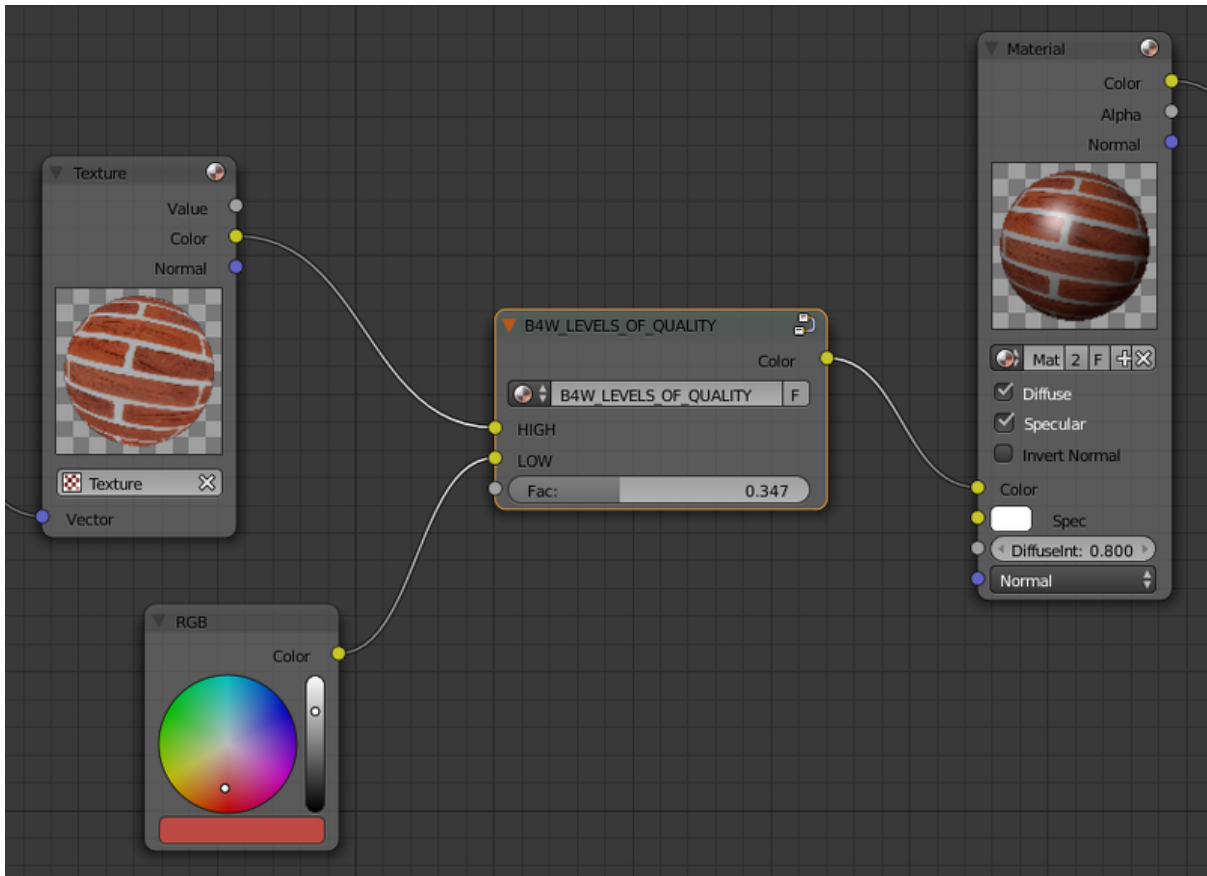 Texture
Value
Color
Normal
Texture
Vector
RGB
Color
B4W_LEVELS_OF_QUALITY
Color
B4W_LEVELS_OF_QUALITY F
HIGH
LOW
Fac: 0.347
Material
Color
Alpha
Normal
Mat 2 F
Diffuse
Specular
Invert Normal
Color
Spec
DiffuseInt: 0.800
Normal